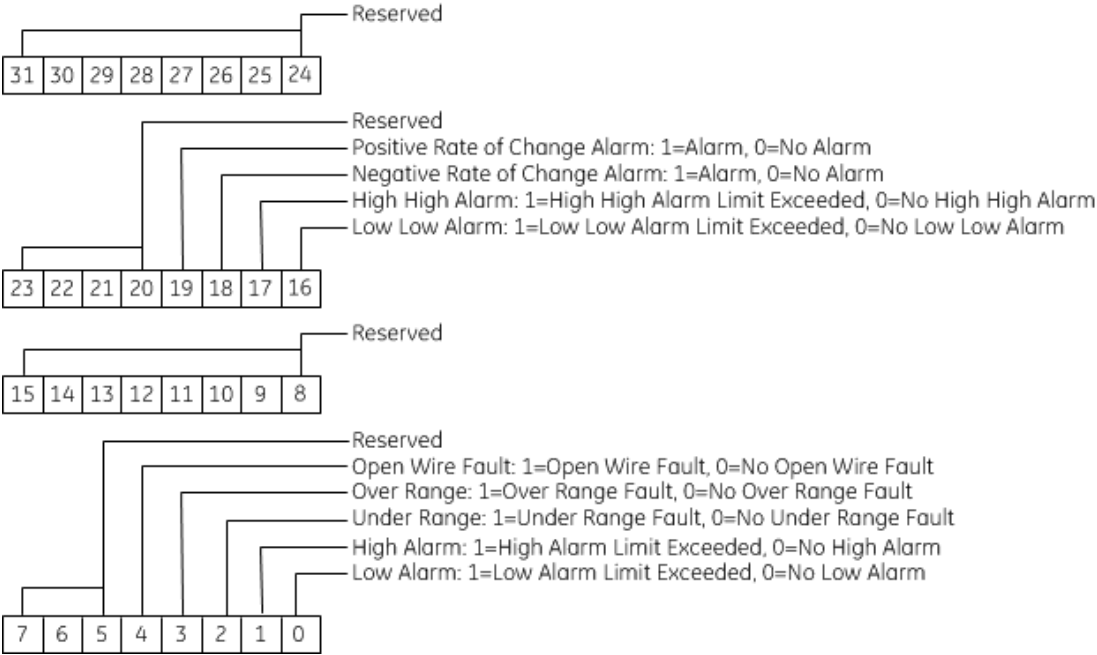 Reserved
31 30 29 28 27 26 25 24
Reserved
Positive Rate of Change Alarm: 1=Alarm, 0=No Alarm
Negative Rate of Change Alarm: 1=Alarm, 0=No Alarm
High High Alarm: 1=High High Alarm Limit Exceeded, 0=No High High Alarm
Low Low Alarm: 1=Low Low Alarm Limit Exceeded, 0=No Low Low Alarm
23 22 21 20 19 18 17 16
Reserved
15 14 13 12 11 10 9 8
Reserved
Open Wire Fault: 1=Open Wire Fault, 0=No Open Wire Fault
Over Range: 1=Over Range Fault, 0=No Over Range Fault
Under Range: 1=Under Range Fault, 0=No Under Range Fault
High Alarm: 1=High Alarm Limit Exceeded, 0=No High Alarm
Low Alarm: 1=Low Alarm Limit Exceeded, 0=No Low Alarm
7 6 5 4 3 2 1 0